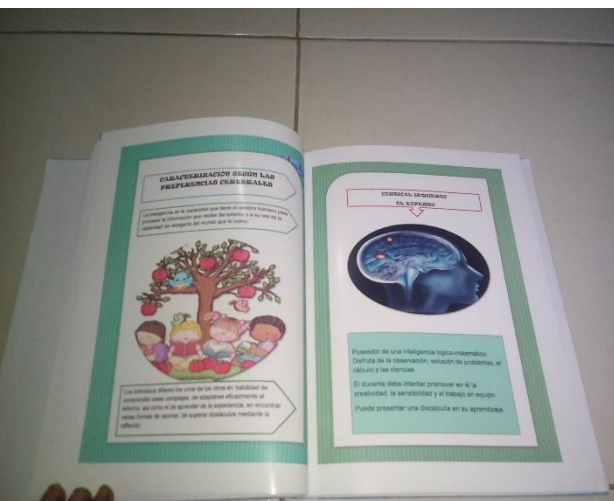 CARACTERIZACIÓN SEGÚN LAS
PREFERENCIAS CEREBRALES
La inteligencia es la capacidad que tiene el cerebro humano para
procesar la información que recibe del exterior y a su vez es la
capacidad de recogerla del mundo que le rodea.
Los individuos difieren los unos de los otros en habilidad de
comprender ideas complejas, de adaptarse eficazmente al
entorno, así como el de aprender de la experiencia, en encontrar
varias formas de razonar, de superar obstáculos mediante la
reflexión.
CORTICAL IZQUIERDO
EL EXPERTO
Poseedor de una inteligencia logico-matemático.
Disfruta de la observación, solución de problemas, el
cálculo y las ciencias.
El docente debe intentar promover en él la
creatividad, la sensibilidad y el trabajo en equipo.
Puede presentar una discalculia en su aprendizaje.